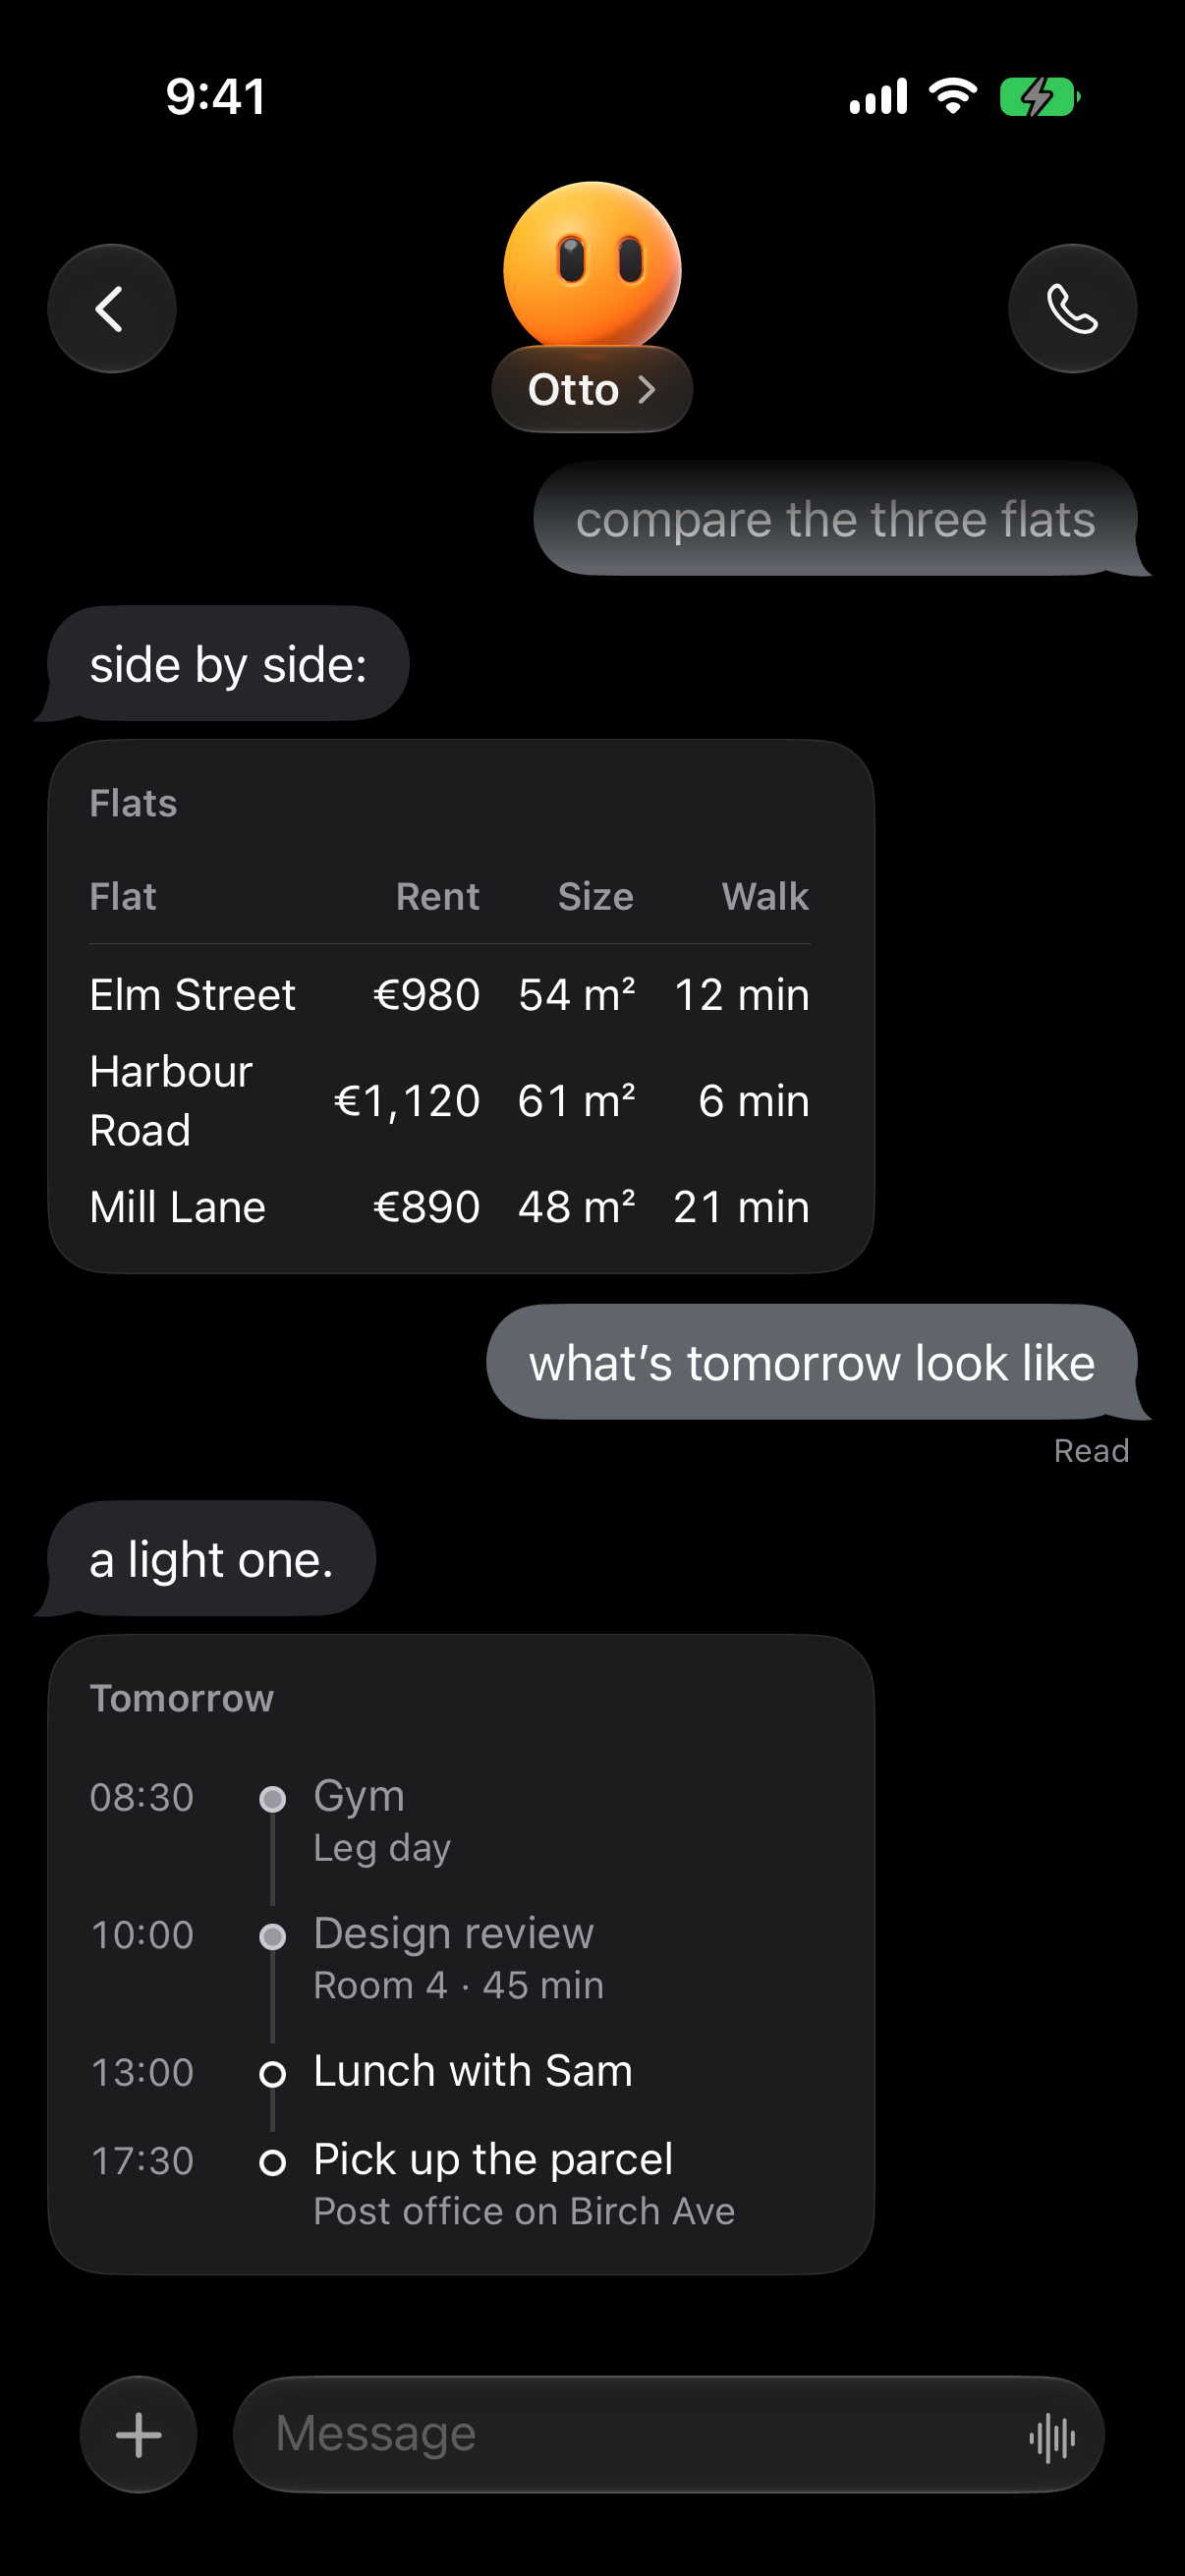 9:41
Otto
compare the three flats
side by side:
Flats
Flat Rent Size Walk
Elm Street €980 54 m² 12 min
Harbour
Road €1,120 61 m² 6 min
Mill Lane €890 48 m² 21 min
what’s tomorrow look like
Read
a light one.
Tomorrow
08:30 Gym
Leg day
10:00 Design review
Room 4 · 45 min
13:00 Lunch with Sam
17:30 Pick up the parcel
Post office on Birch Ave
Message